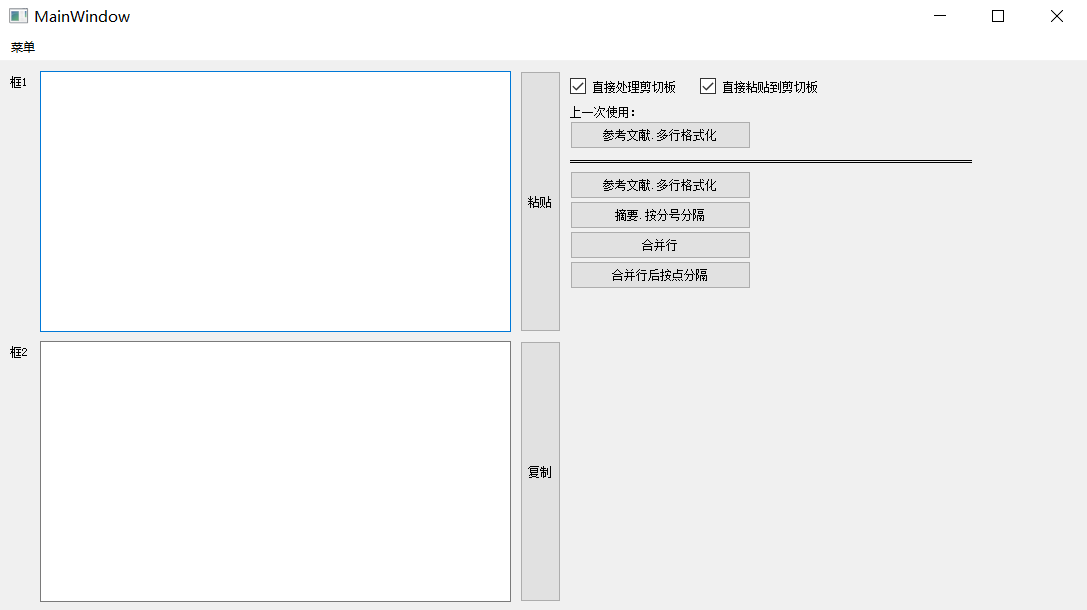 MainWindow
菜单
框1
粘贴
直接处理剪切板 直接粘贴到剪切板
上一次使用:
参考文献.多行格式化
参考文献.多行格式化
摘要.按分号分隔
合并行
合并行后按点分隔
框2
复制